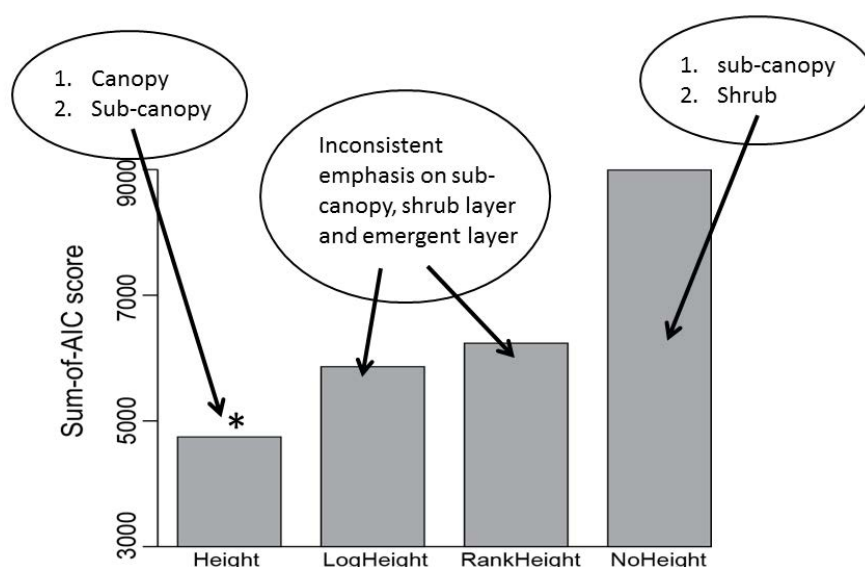 1. Canopy
2. Sub-canopy
Inconsistent
emphasis on sub-
canopy, shrub layer
and emergent layer
1. sub-canopy
2. Shrub
Sum-of-AIC score
9000
7000
5000
3000
*
Height
LogHeight
RankHeight
NoHeight